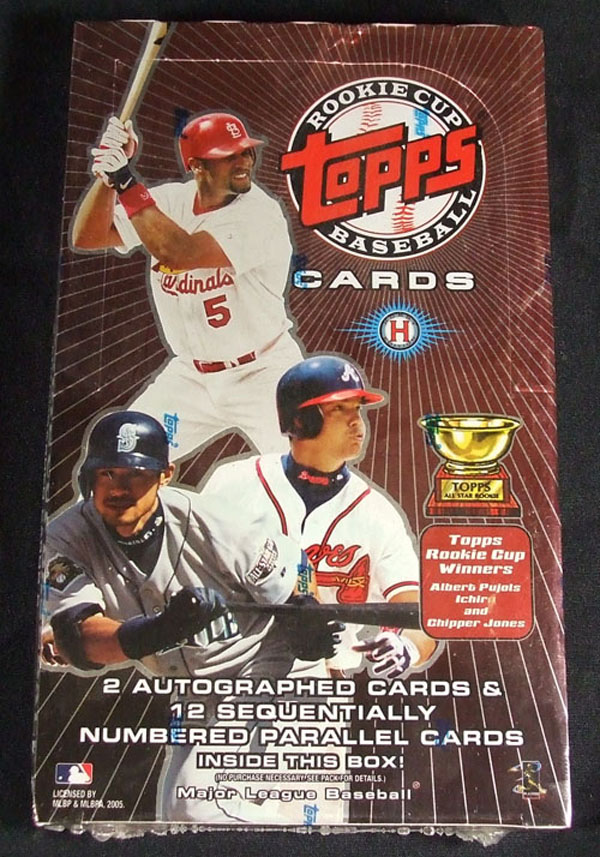 ROOKIE CUP
Topps
BASEBALL
CARDS
H
Cardinals
5
A
S
Braves
TOPPS
ALL STAR ROOKIE
Topps
Rookie Cup
Winners
Albert Pujols
Ichiro
and
Chipper Jones
2 AUTOGRAPHED CARDS &
12 SEQUENTIALLY
NUMBERED PARALLEL CARDS
INSIDE THIS BOX!
(NO PURCHASE NECESSARY. SEE PACK FOR DETAILS.)
Major League Baseball®
LICENSED BY
MLBP & MLBPA, 2005.